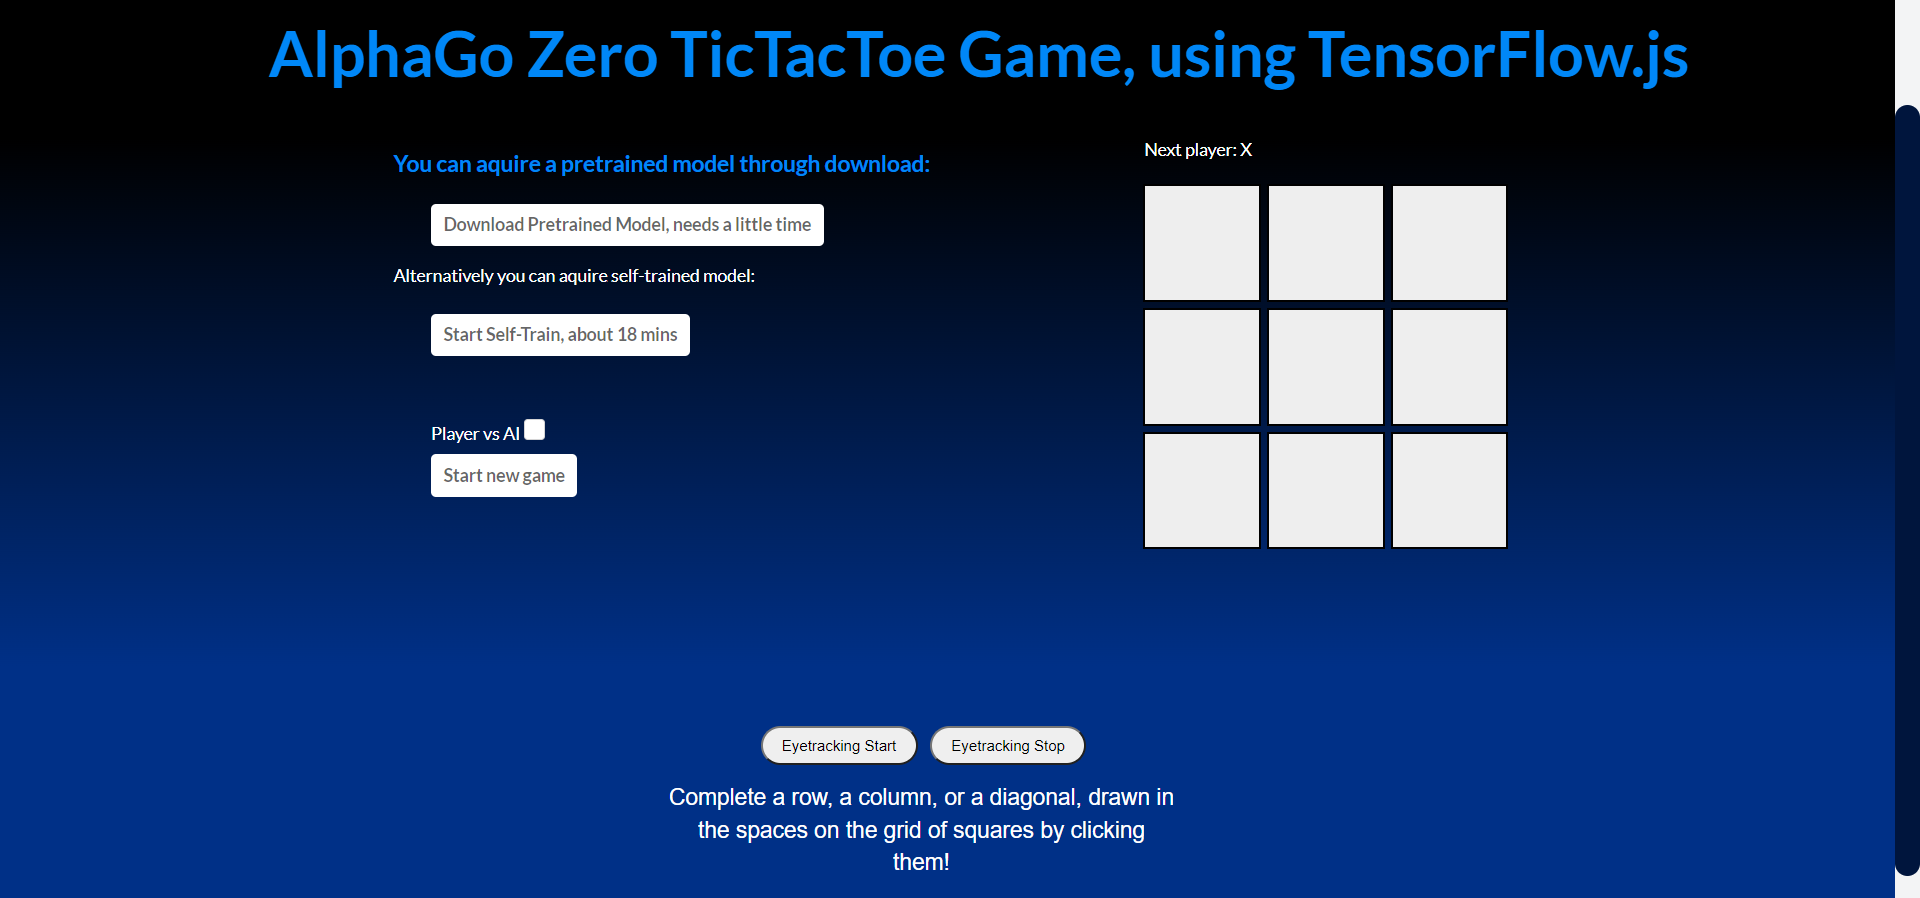 AlphaGo Zero TicTacToe Game, using TensorFlow.js
You can aquire a pretrained model through download:
Download Pretrained Model, needs a little time
Alternatively you can aquire self-trained model:
Start Self-Train, about 18 mins
Player vs AI
Start new game
Next player: X
Eyetracking Start
Eyetracking Stop
Complete a row, a column, or a diagonal, drawn in
the spaces on the grid of squares by clicking
them!